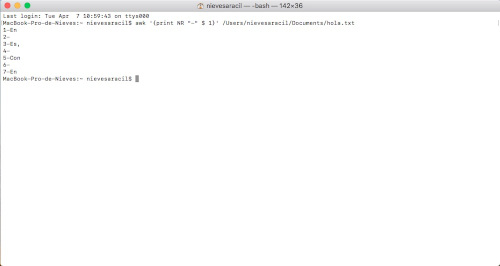 nievesaracil — -bash — 142×36
Last login: Tue Apr 7 10:59:43 on ttys000
MacBook-Pro-de-Nieves:~ nievesaracil$ awk '{print NR "-" $ 1}' /Users/nievesaracil/Documents/hola.txt
1-En
2-
3-Es,
4-
5-Con
6-
7-En
MacBook-Pro-de-Nieves:~ nievesaracil$